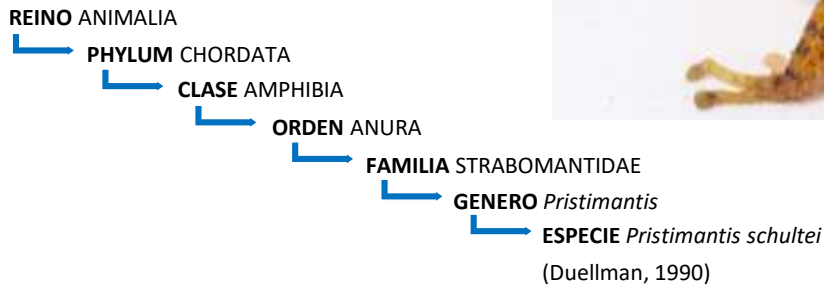 REINO ANIMALIA
PHYLUM CHORDATA
CLASE AMPHIBIA
ORDEN ANURA
FAMILIA STRABOMANTIDAE
GENERO Pristimantis
ESPECIE Pristimantis schultei
(Duellman, 1990)